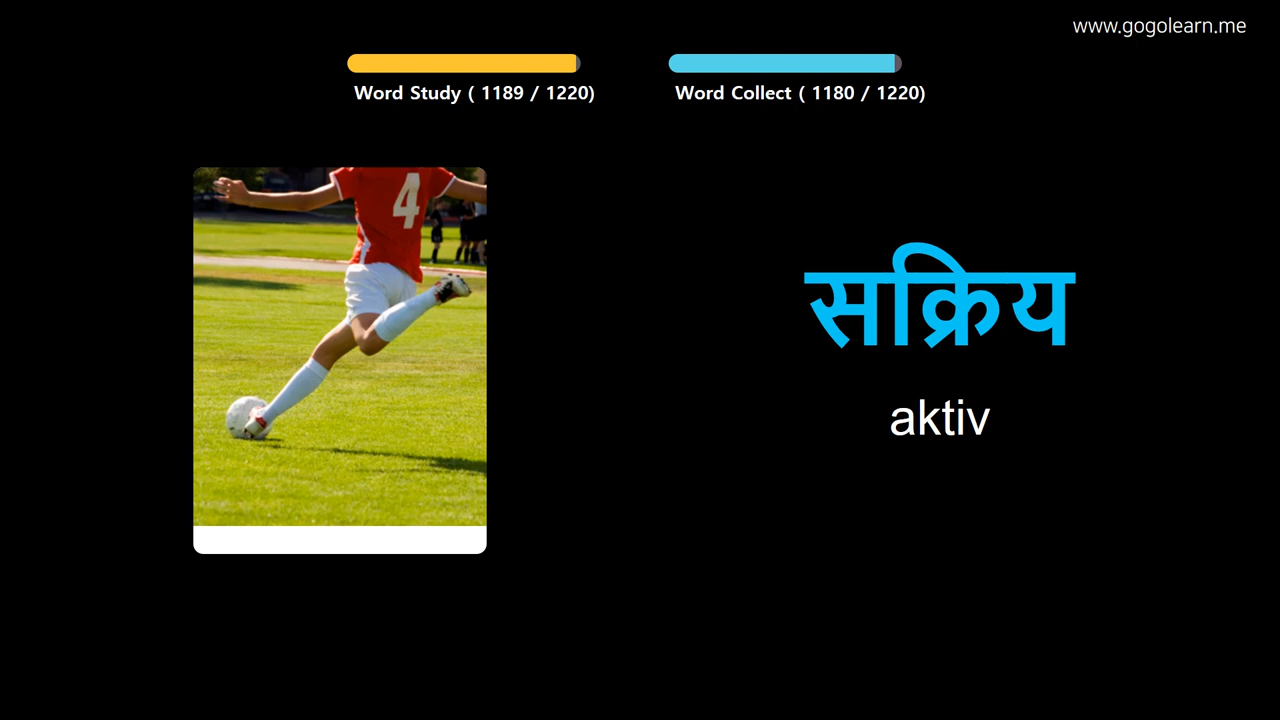 www.gogolearn.me
Word Study ( 1189 / 1220)
Word Collect ( 1180 / 1220)
4
सक्रिय
aktiv